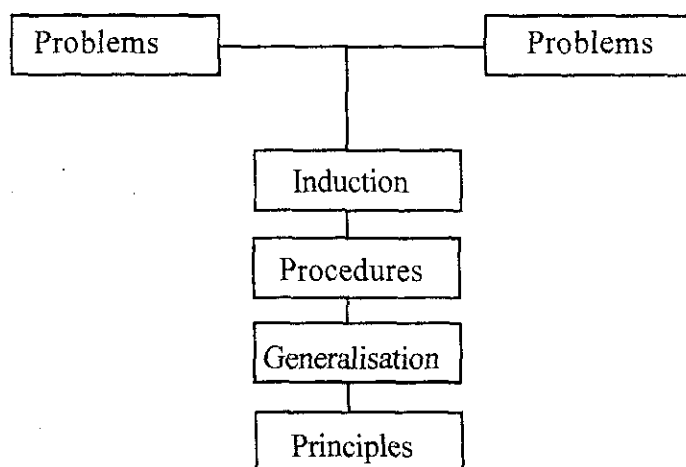 Problems Problems
Induction
Procedures
Generalisation
Principles